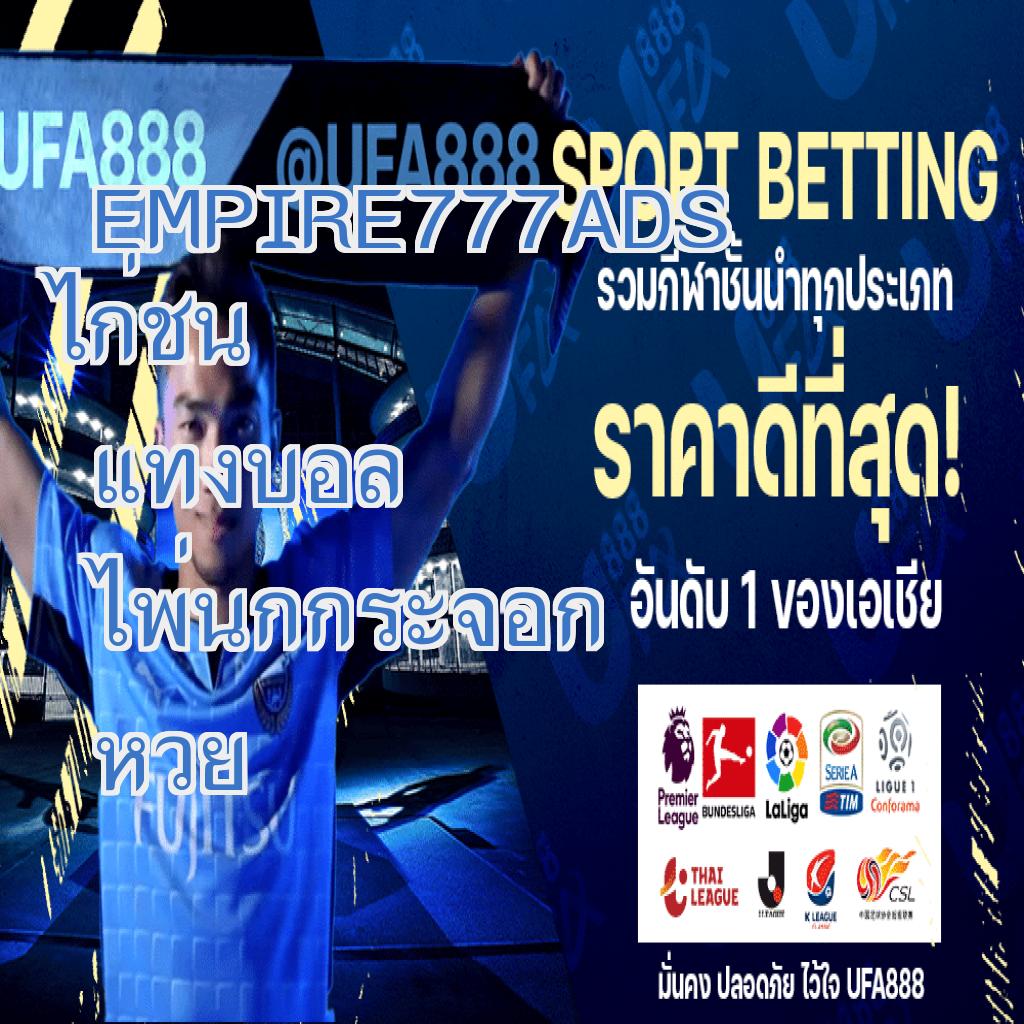 UFA888
@UFA888
SPORT BETTING
EMPIRE777ADS
รวมกีฬาชั้นนำทุกประเภท
ไก่ชน
ราคาดีที่สุด!
แทงบอล
ไพ่นกกระจอก
อันดับ 1 ของเอเชีย
หวย
FUJITSU
Premier
League
BUNDESLIGA
LaLiga
SERIE A
TIM
LIGUE 1
Conforama
THAI
LEAGUE
J.LEAGUE
K LEAGUE
CSL
มั่นคง ปลอดภัย ไว้ใจ UFA888